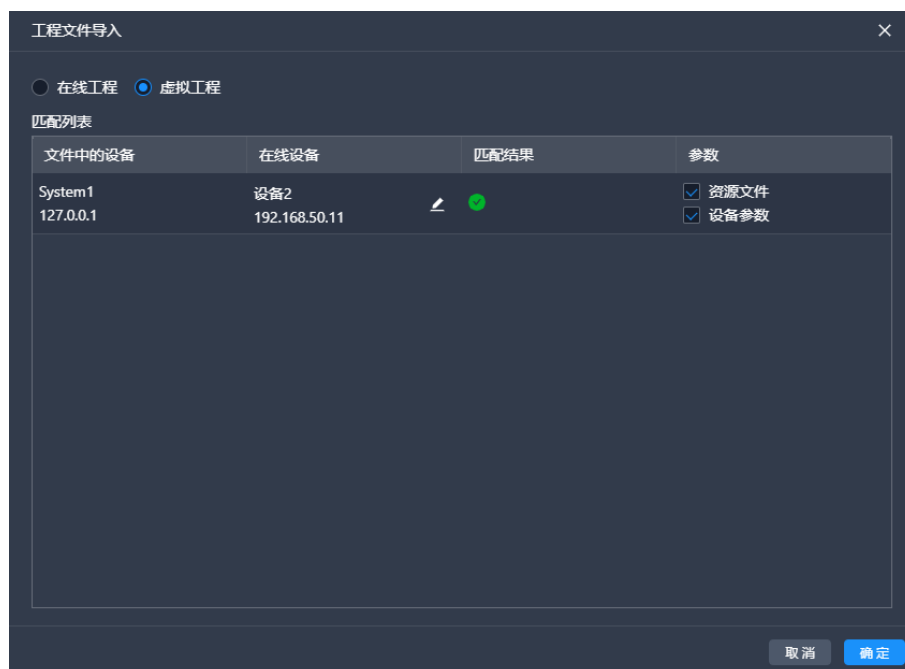 工程文件导入
在线工程 虚拟工程
匹配列表
文件中的设备 在线设备 匹配结果 参数
System1 设备2 资源文件
127.0.0.1 192.168.50.11 设备参数
取消 确定